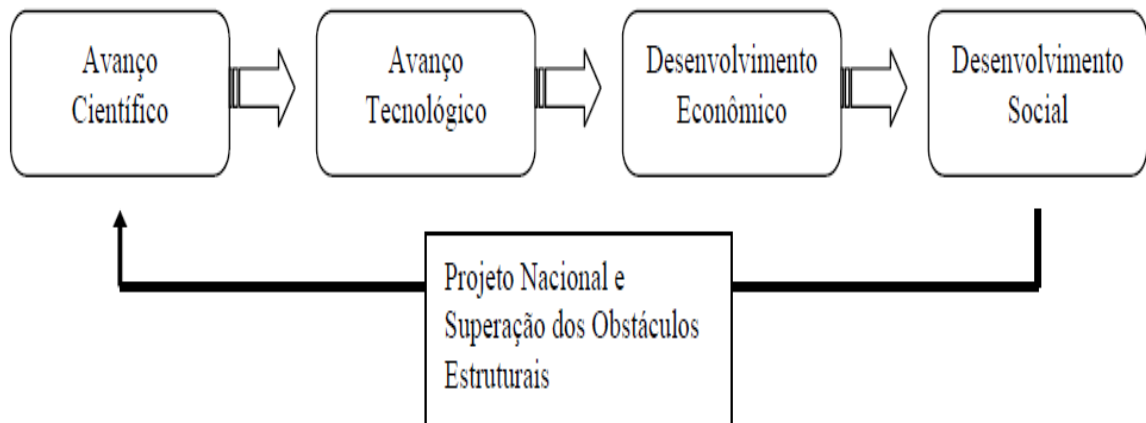 Avanço
Científico
Avanço
Tecnológico
Desenvolvimento
Econômico
Desenvolvimento
Social
Projeto Nacional e
Superação dos Obstáculos
Estruturais